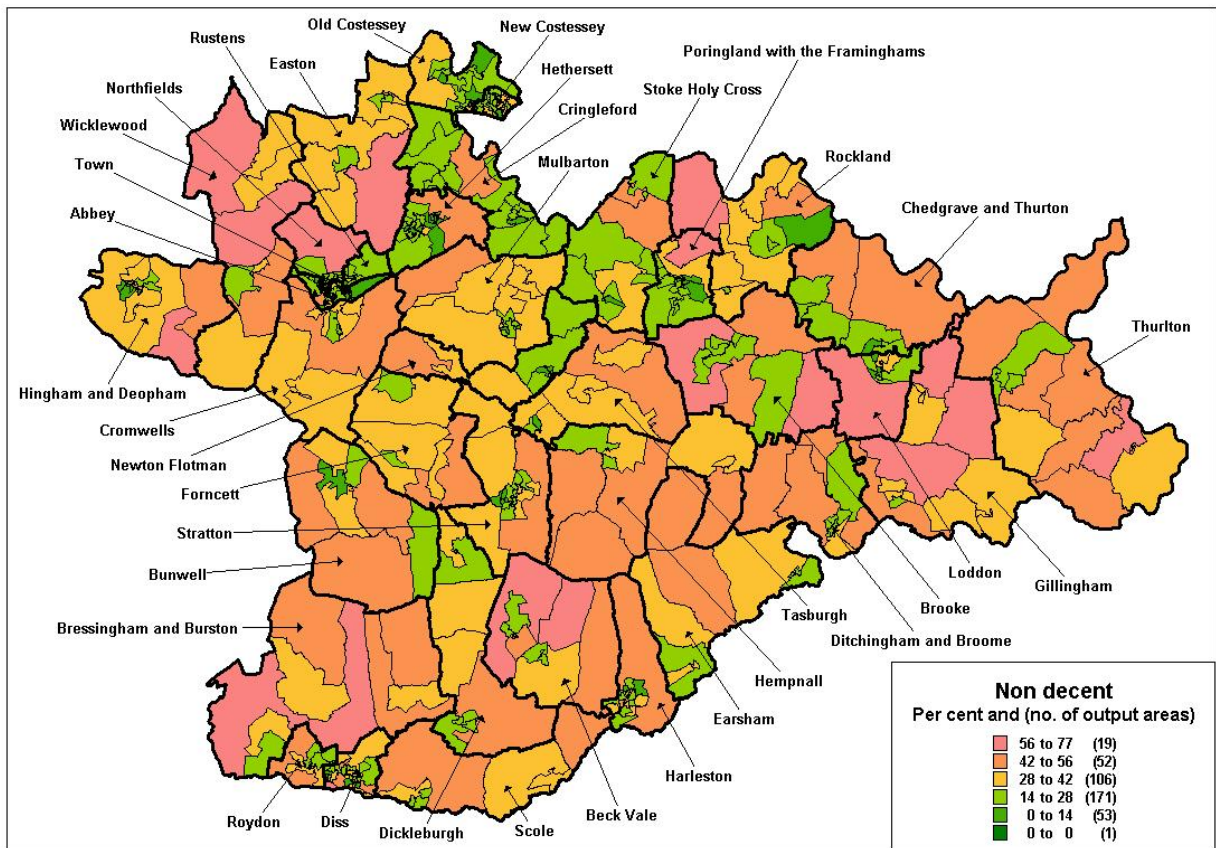 Old Costessey
New Costessey
Rustens
Poringland with the Framinghams
Easton
Hethersett
Northfields
Stoke Holy Cross
Cringleford
Wicklewood
Rockland
Mulbarton
Town
Chedgrave and Thurton
Abbey
Thurlton
Hingham and Deopham
Cromwells
Newton Flotman
Forncett
Stratton
Bunwell
Loddon
Gillingham
Brooke
Tasburgh
Bressingham and Burston
Ditchingham and Broome
Hempnall
Earsham
Harleston
Beck Vale
Roydon
Diss
Dickleburgh
Scole
Non decent
Per cent and (no. of output areas)
56 to 77 (19)
42 to 56 (52)
28 to 42 (106)
14 to 28 (171)
0 to 14 (53)
0 to 0 (1)